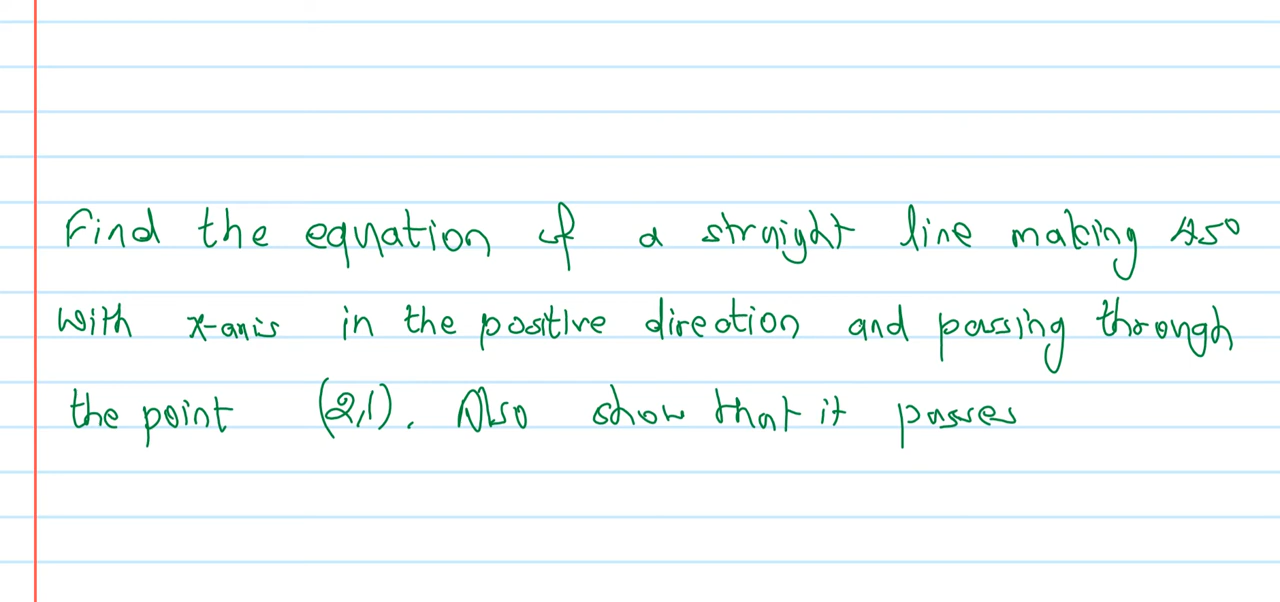 Find the equation of a straight line making 450
with x-axis in the positive direction and passing through
the point (2,1). Also show that it passes